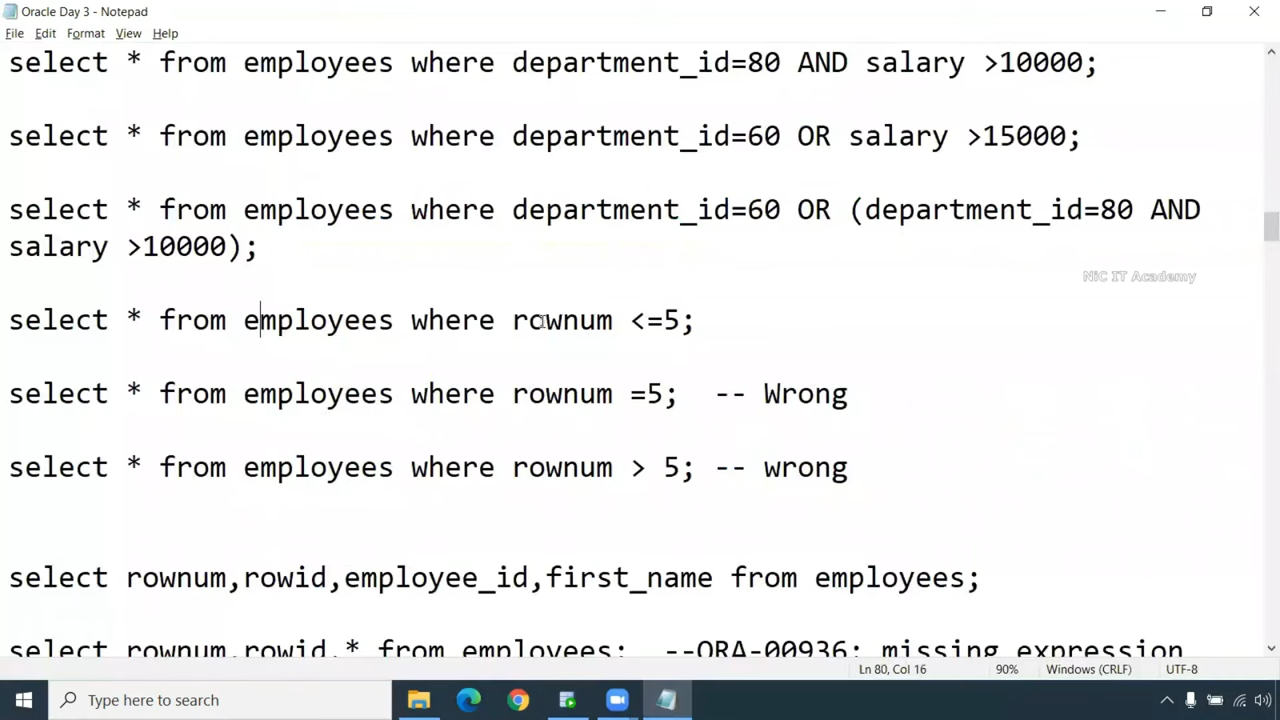 Oracle Day 3 - Notepad
File Edit Format View Help
select * from employees where department_id=80 AND salary >10000;
select * from employees where department_id=60 OR salary >15000;
select * from employees where department_id=60 OR (department_id=80 AND
salary >10000);
NiC IT Academy
select * from employees where rownum <=5;
select * from employees where rownum =5;  -- Wrong
select * from employees where rownum > 5; -- wrong
select rownum,rowid,employee_id,first_name from employees;
select rownum,rowid,* from employees;  --ORA-00936: missing expression
Ln 80, Col 16 90% Windows (CRLF) UTF-8
Type here to search